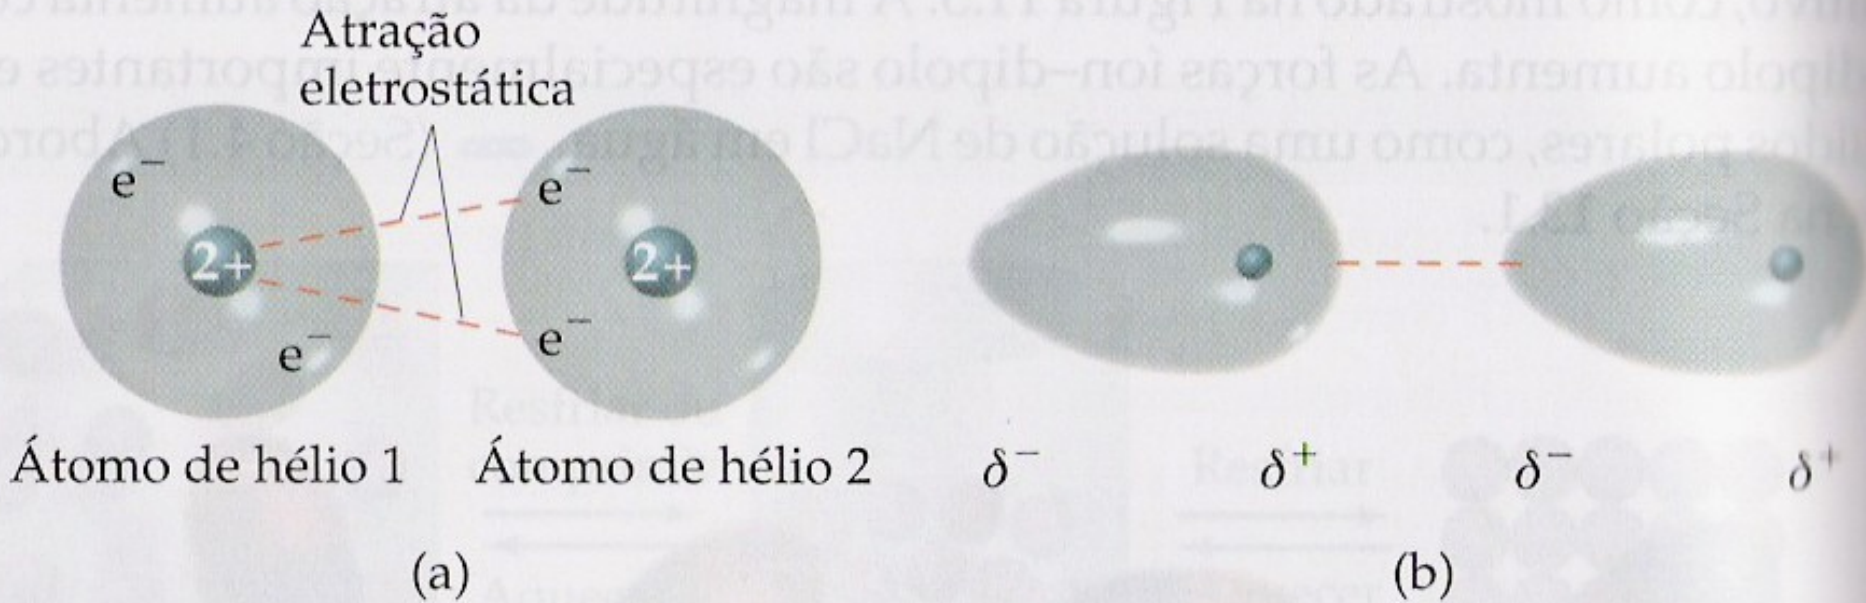 Atração
eletrostática
e⁻
e⁻
2+
e⁻
e⁻
2+
Átomo de hélio 1
Átomo de hélio 2
δ⁻
δ⁺
δ⁻
δ⁺
(a)
(b)